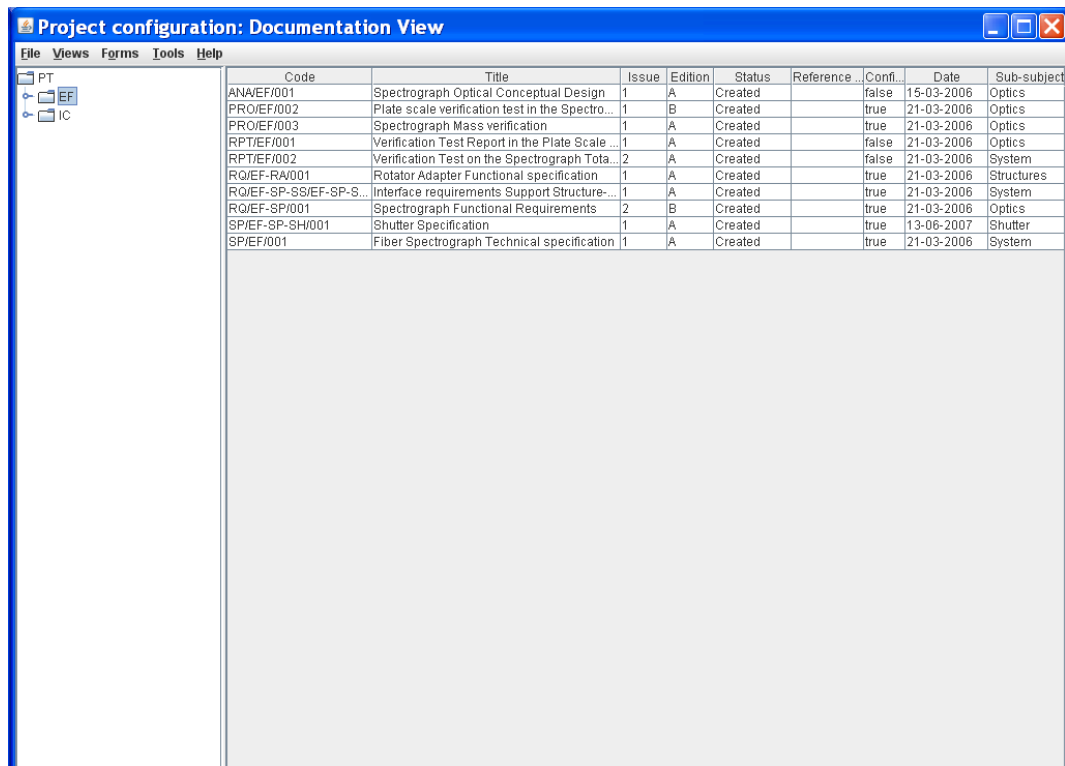 Project configuration: Documentation View
File Views Forms Tools Help
PT
EF
IC
Code Title Issue Edition Status Reference ... Confi... Date Sub-subject
ANA/EF/001 Spectrograph Optical Conceptual Design 1 A Created false 15-03-2006 Optics
PRO/EF/002 Plate scale verification test in the Spectro... 1 B Created true 21-03-2006 Optics
PRO/EF/003 Spectrograph Mass verification 1 A Created true 21-03-2006 Optics
RPT/EF/001 Verification Test Report in the Plate Scale ... 1 A Created false 21-03-2006 Optics
RPT/EF/002 Verification Test on the Spectrograph Tota... 2 A Created false 21-03-2006 System
RQ/EF-RA/001 Rotator Adapter Functional specification 1 A Created true 21-03-2006 Structures
RQ/EF-SP-SS/EF-SP-S... Interface requirements Support Structure-... 1 A Created true 21-03-2006 System
RQ/EF-SP/001 Spectrograph Functional Requirements 2 B Created true 21-03-2006 Optics
SP/EF-SP-SH/001 Shutter Specification 1 A Created true 13-06-2007 Shutter
SP/EF/001 Fiber Spectrograph Technical specification 1 A Created true 21-03-2006 System